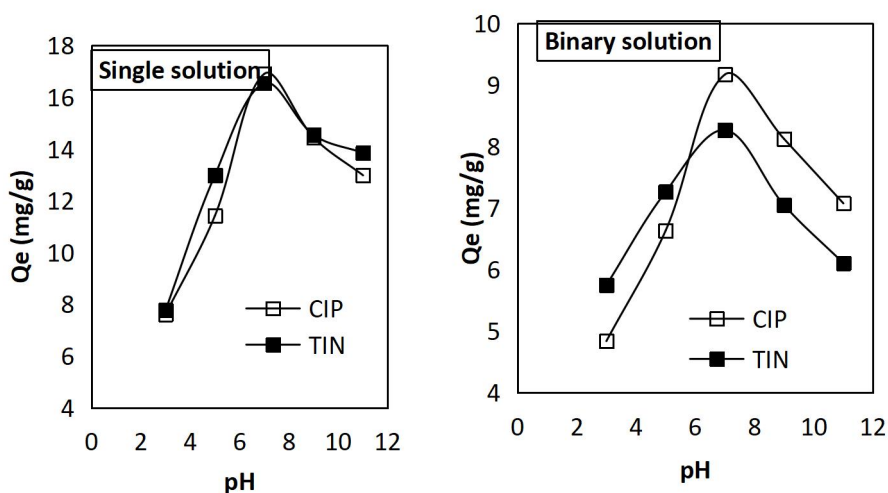 Single solution
18
16
14
12
10
8
6
4
Qe (mg/g)
CIP
TIN
0 2 4 6 8 10 12
pH
Binary solution
10
9
8
7
6
5
4
Qe (mg/g)
CIP
TIN
0 2 4 6 8 10 12
pH